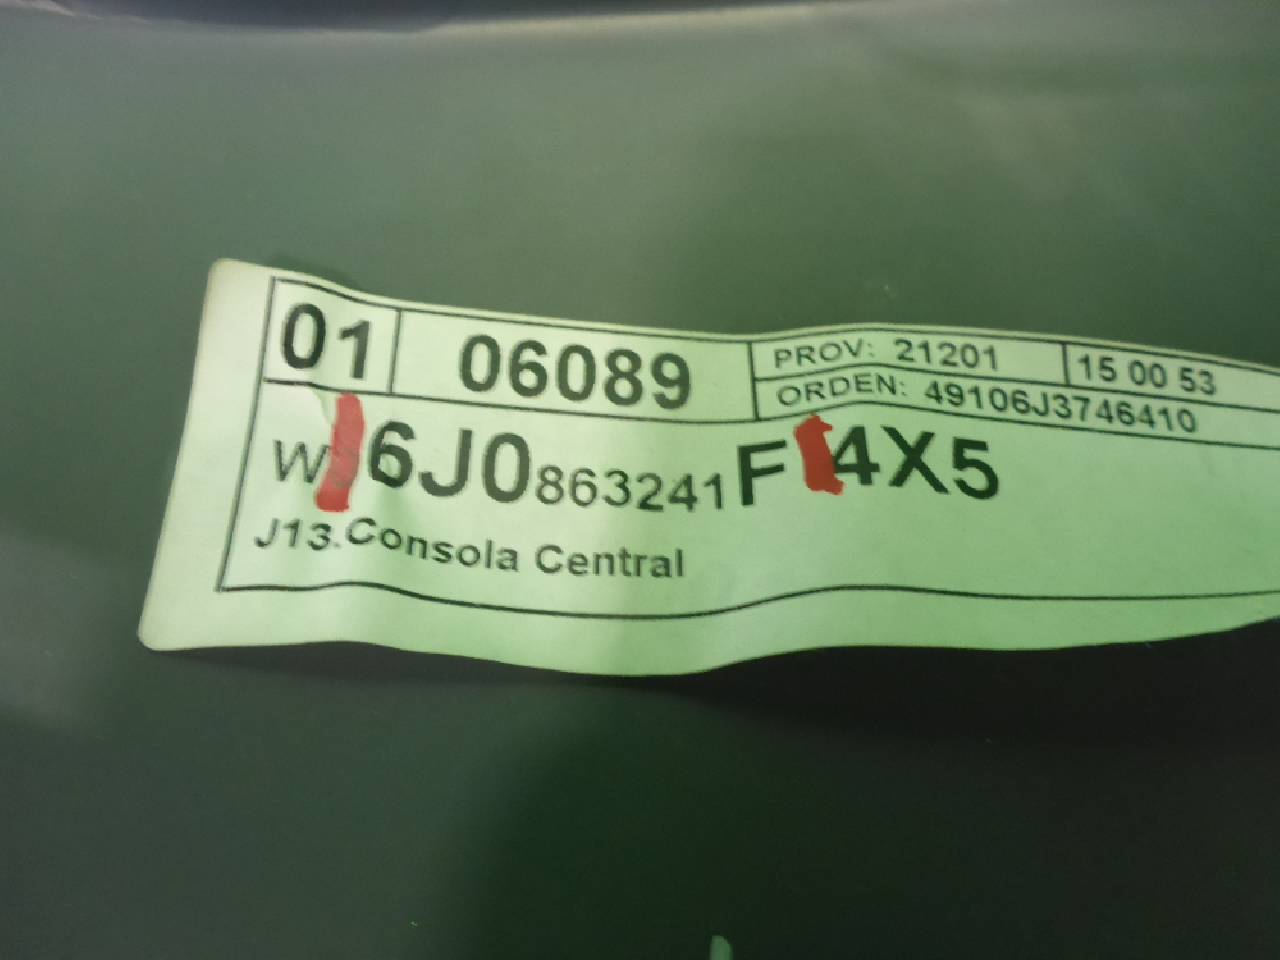 01 06089 PROV: 21201 15 00 53
ORDEN: 49106J3746410
W 6J0863241F 4X5
J13.Consola Central